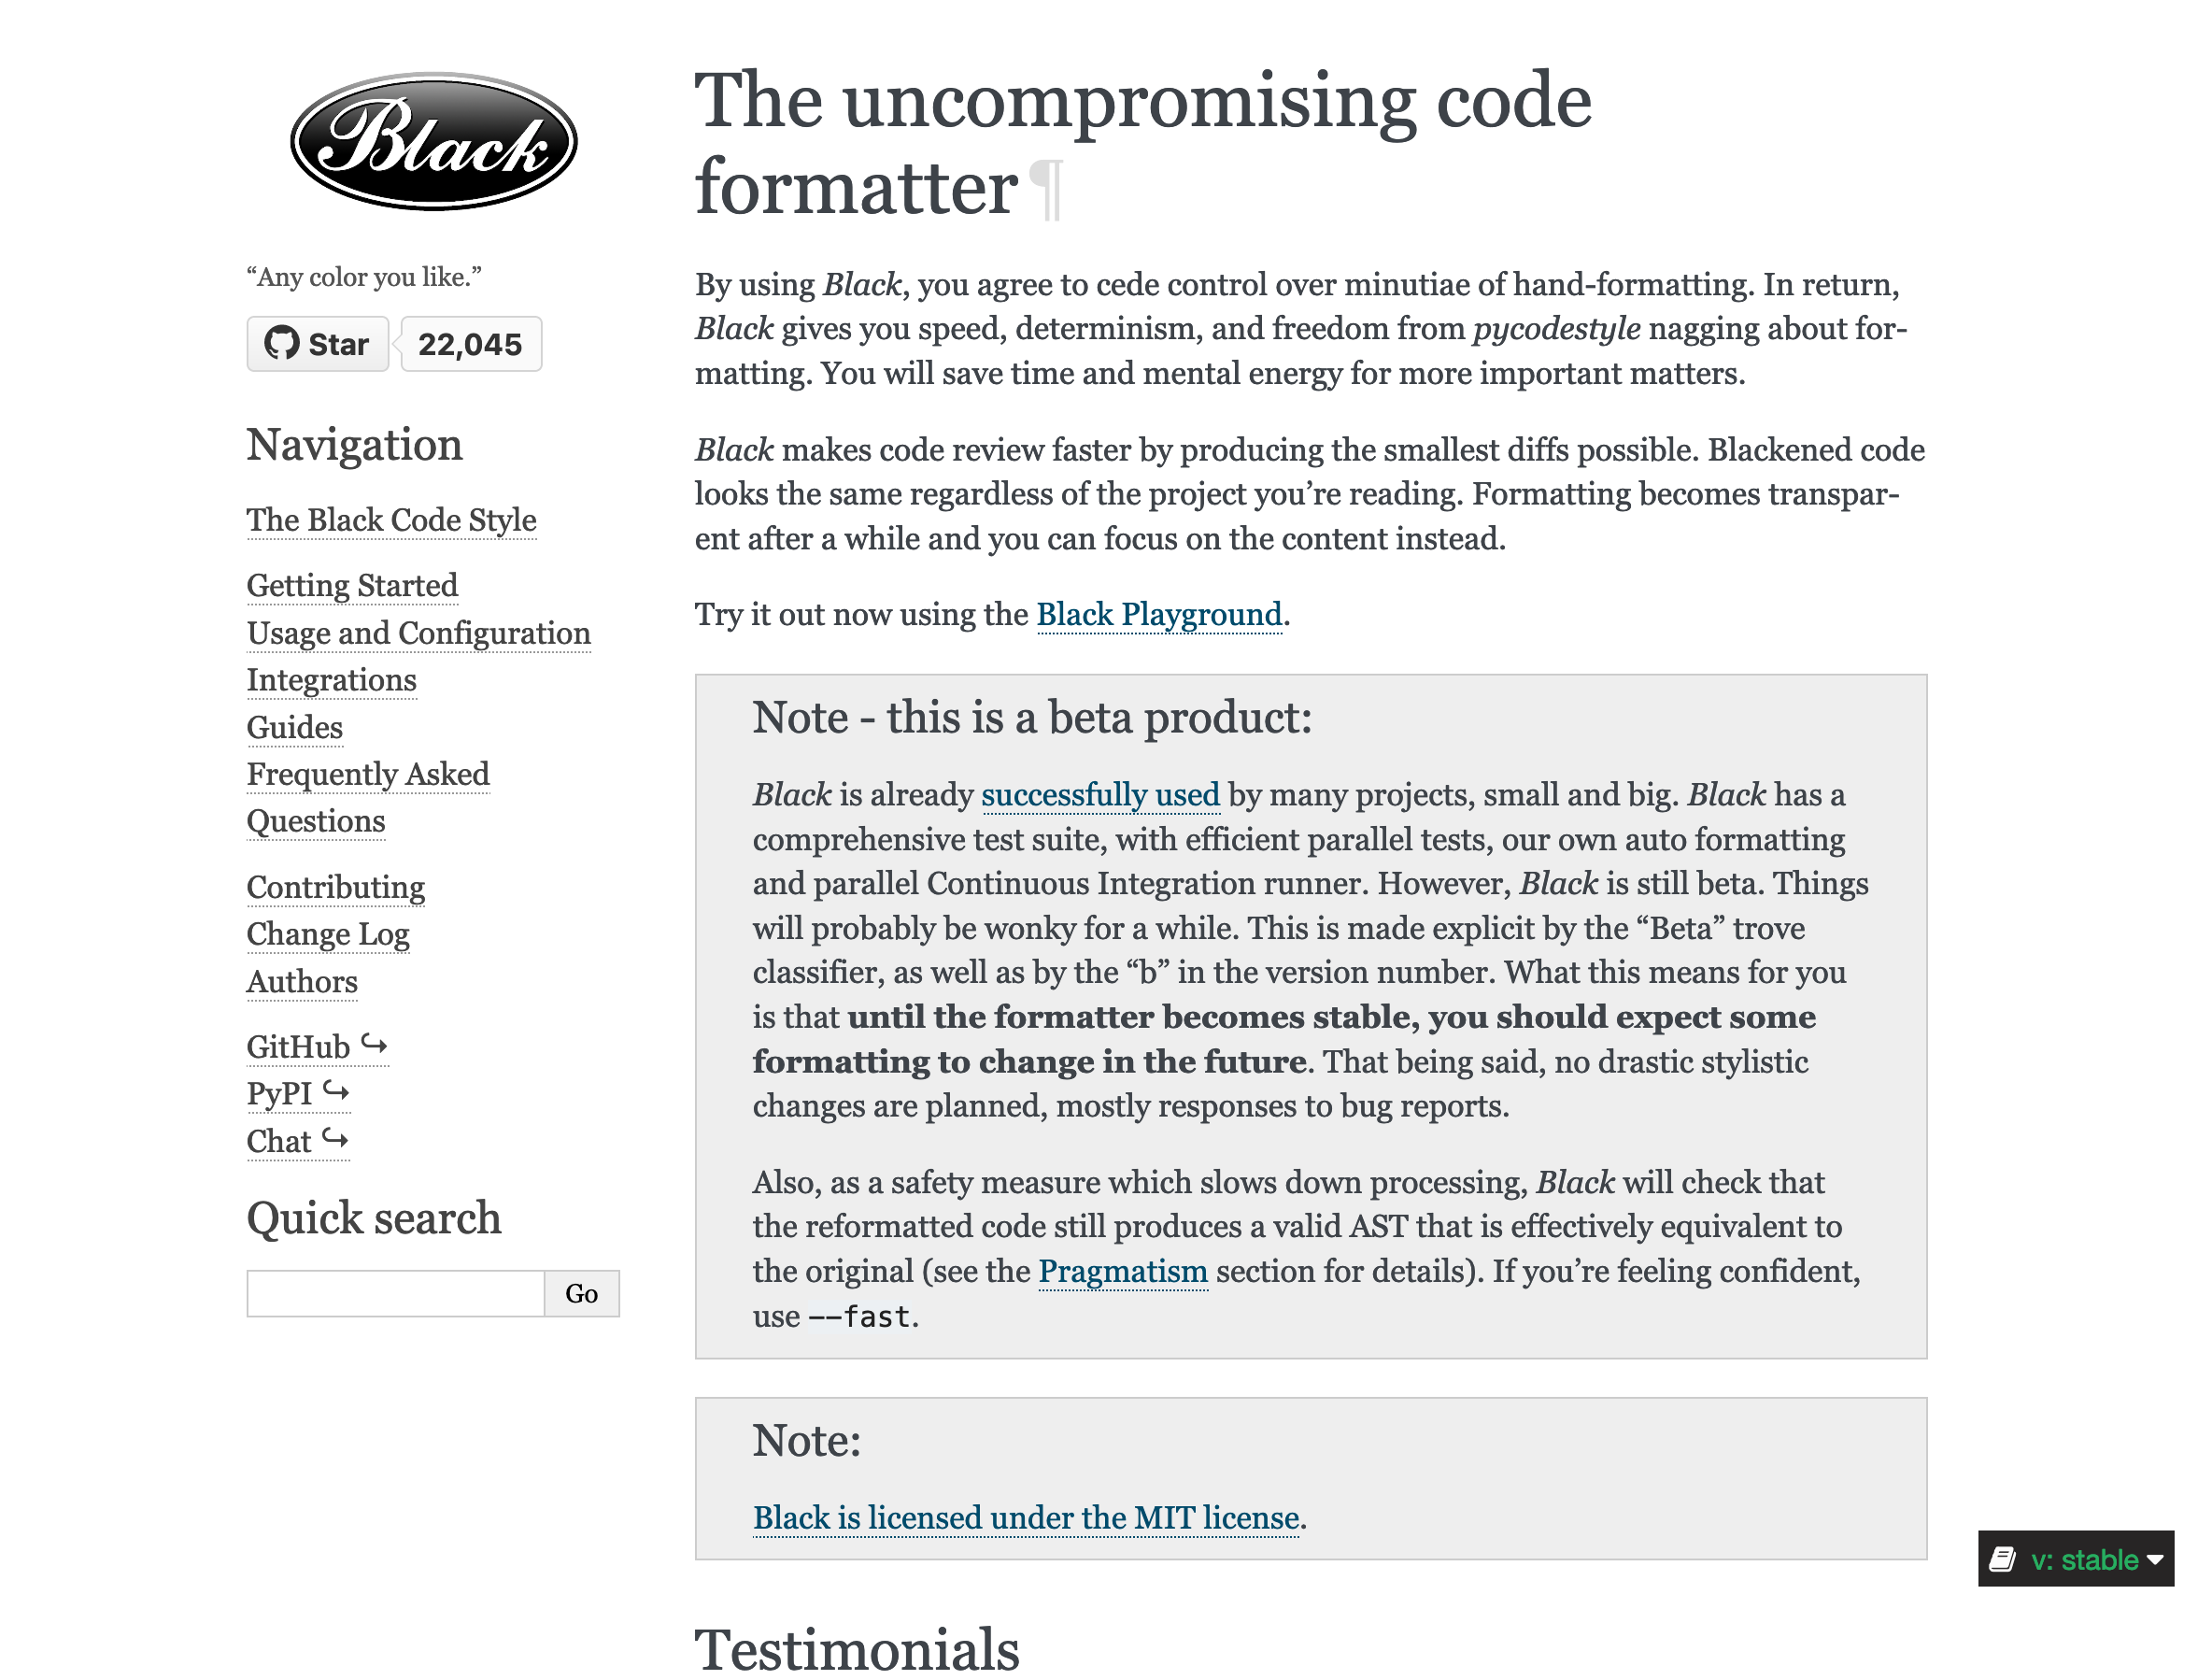 Black
“Any color you like.”
Star 22,045
Navigation
The Black Code Style
Getting Started
Usage and Configuration
Integrations
Guides
Frequently Asked
Questions
Contributing
Change Log
Authors
GitHub ↪
PyPI ↪
Chat ↪
Quick search
Go
The uncompromising code
formatter¶
By using Black, you agree to cede control over minutiae of hand-formatting. In return,
Black gives you speed, determinism, and freedom from pycodestyle nagging about for-
matting. You will save time and mental energy for more important matters.
Black makes code review faster by producing the smallest diffs possible. Blackened code
looks the same regardless of the project you’re reading. Formatting becomes transpar-
ent after a while and you can focus on the content instead.
Try it out now using the Black Playground.
Note - this is a beta product:
Black is already successfully used by many projects, small and big. Black has a
comprehensive test suite, with efficient parallel tests, our own auto formatting
and parallel Continuous Integration runner. However, Black is still beta. Things
will probably be wonky for a while. This is made explicit by the “Beta” trove
classifier, as well as by the “b” in the version number. What this means for you
is that until the formatter becomes stable, you should expect some
formatting to change in the future. That being said, no drastic stylistic
changes are planned, mostly responses to bug reports.
Also, as a safety measure which slows down processing, Black will check that
the reformatted code still produces a valid AST that is effectively equivalent to
the original (see the Pragmatism section for details). If you’re feeling confident,
use --fast.
Note:
Black is licensed under the MIT license.
v: stable
Testimonials